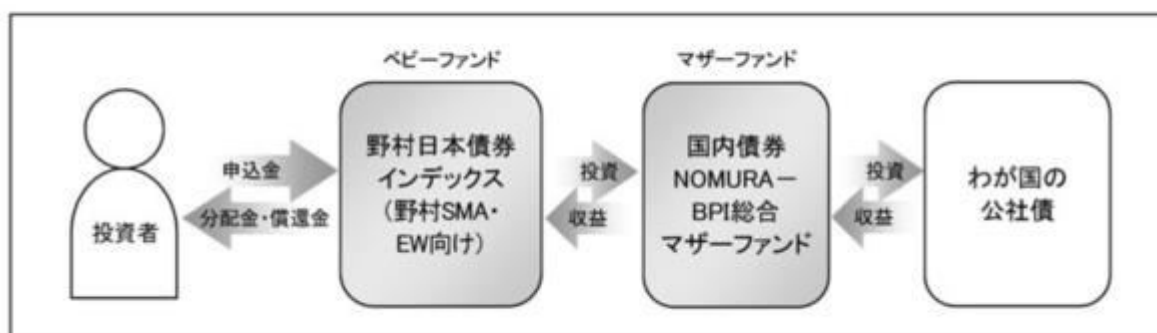 ベビーファンド
マザーファンド
投資者
申込金
分配金・償還金
野村日本債券
インデックス
（野村SMA・
EW向け）
投資
収益
国内債券
NOMURA－
BPI総合
マザーファンド
投資
収益
わが国の
公社債